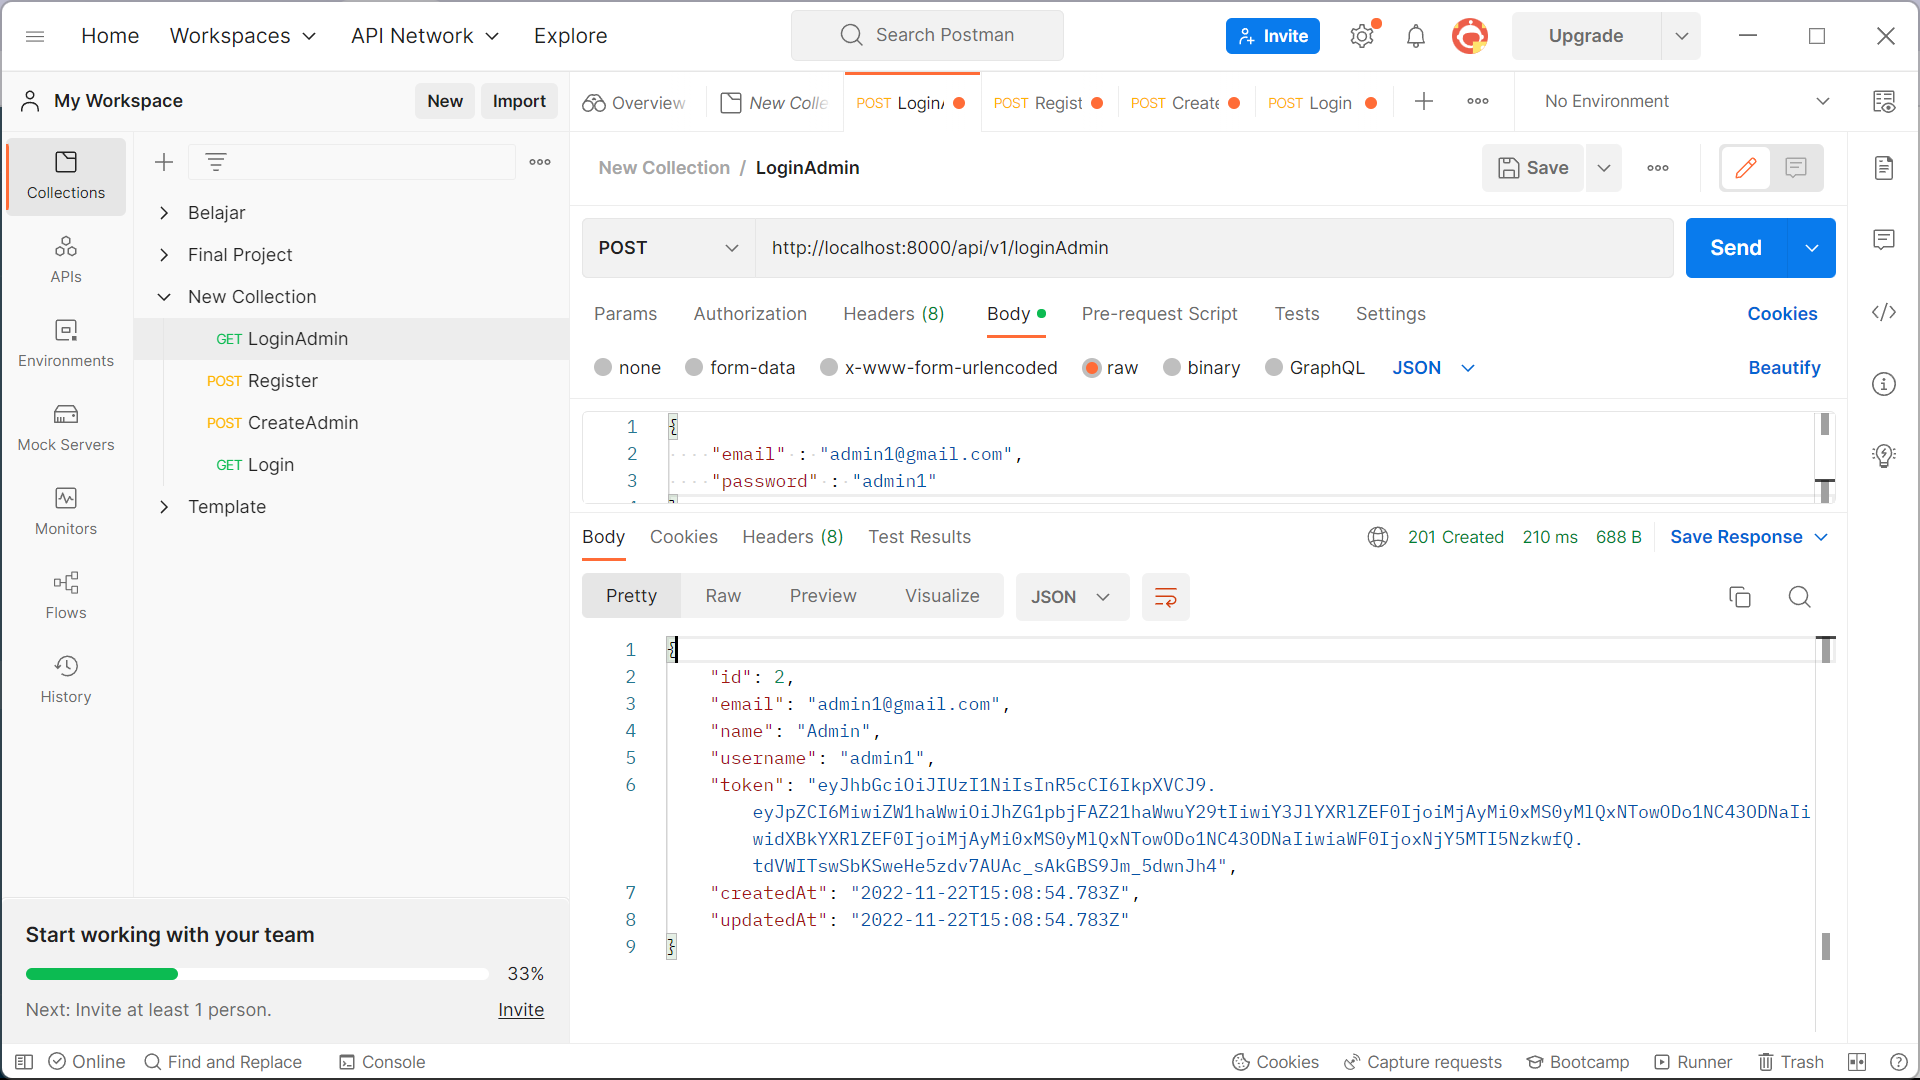 Home
Workspaces
API Network
Explore
Search Postman
Invite
Upgrade
My Workspace
New
Import
Overview
New Colle
POST Login
POST Regist
POST Create
POST Login
No Environment
Collections
APIs
Environments
Mock Servers
Monitors
Flows
History
Belajar
Final Project
New Collection
GET LoginAdmin
POST Register
POST CreateAdmin
GET Login
Template
New Collection / LoginAdmin
Save
POST
http://localhost:8000/api/v1/loginAdmin
Send
Params
Authorization
Headers (8)
Body
Pre-request Script
Tests
Settings
Cookies
none
form-data
x-www-form-urlencoded
raw
binary
GraphQL
JSON
Beautify
1 {
2 "email" : "admin1@gmail.com",
3 "password" : "admin1"
Body
Cookies
Headers (8)
Test Results
201 Created
210 ms
688 B
Save Response
Pretty
Raw
Preview
Visualize
JSON
1 {
2 "id": 2,
3 "email": "admin1@gmail.com",
4 "name": "Admin",
5 "username": "admin1",
6 "token": "eyJhbGciOiJIUzI1NiIsInR5cCI6IkpXVCJ9.
eyJpZCI6MiwiZW1haWwiOiJhZG1pbjFAZ21haWwuY29tIiwiY3JlYXRlZEF0IjoiMjAyMi0xMS0yMlQxNTowODo1NC43ODNaIi
widXBkYXRlZEF0IjoiMjAyMi0xMS0yMlQxNTowODo1NC43ODNaIiwiaWF0IjoxNjY5MTI5NzkwfQ.
tdVWITswSbKSweHe5zdv7AUAc_sAkGBS9Jm_5dwnJh4",
7 "createdAt": "2022-11-22T15:08:54.783Z",
8 "updatedAt": "2022-11-22T15:08:54.783Z"
9 }
Start working with your team
33%
Next: Invite at least 1 person.
Invite
Online
Find and Replace
Console
Cookies
Capture requests
Bootcamp
Runner
Trash